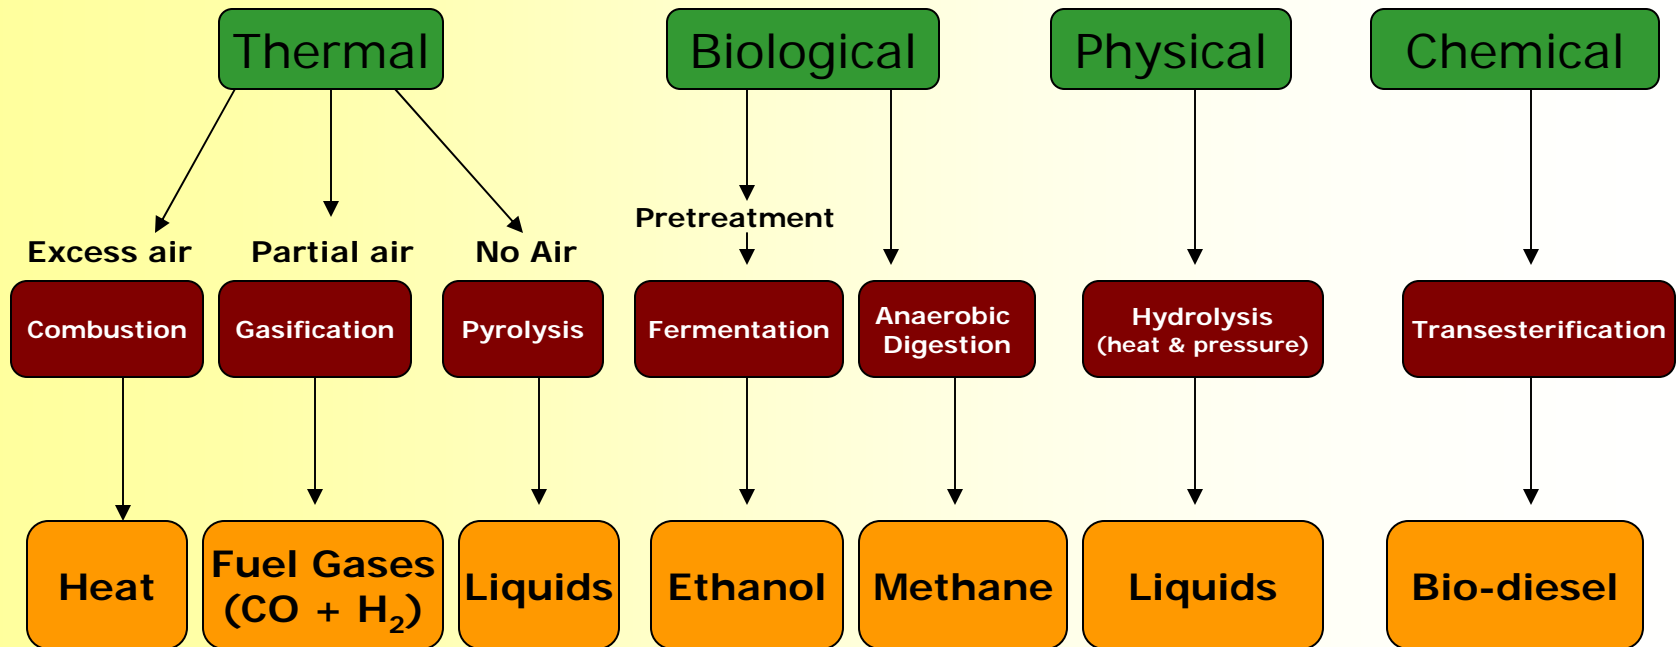 Thermal
Biological
Physical
Chemical
Pretreatment
Excess air
Partial air
No Air
Combustion
Gasification
Pyrolysis
Fermentation
Anaerobic
Digestion
Hydrolysis
(heat & pressure)
Transesterification
Heat
Fuel Gases
(CO + H₂)
Liquids
Ethanol
Methane
Liquids
Bio-diesel